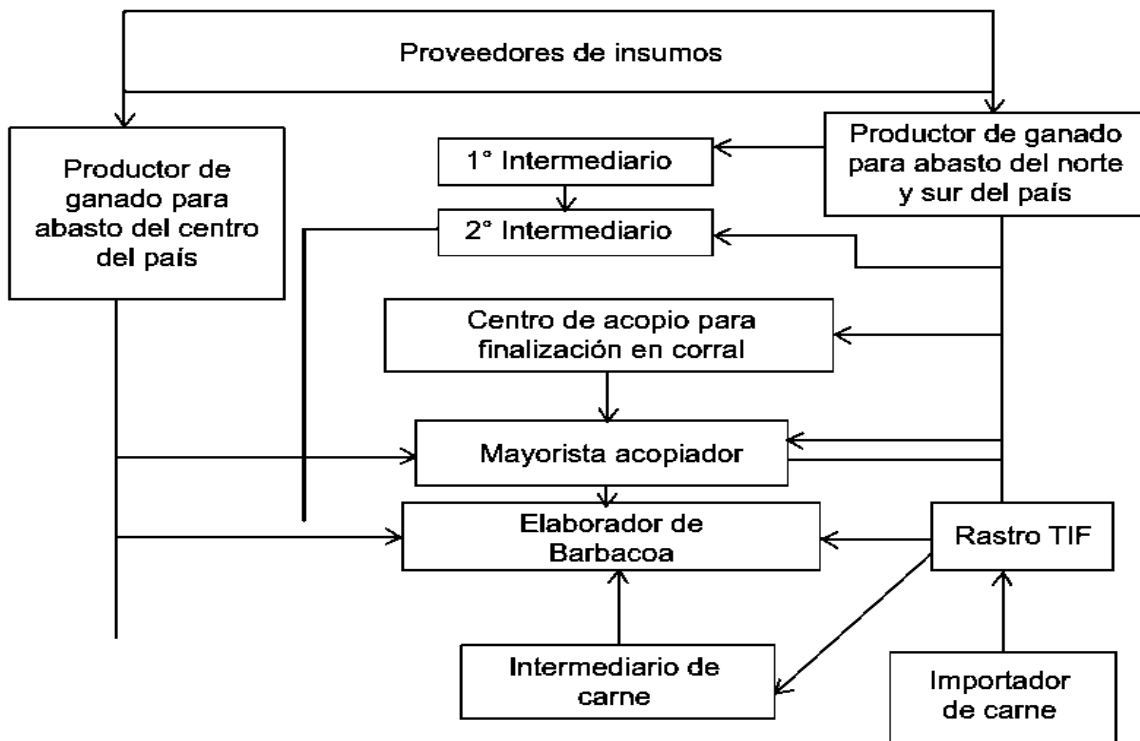 Proveedores de insumos
Productor de
ganado para
abasto del centro
del país
1° Intermediario
2° Intermediario
Productor de ganado
para abasto del norte
y sur del país
Centro de acopio para
finalización en corral
Mayorista acopiador
Elaborador de
Barbacoa
Rastro TIF
Intermediario de
carne
Importador
de carne